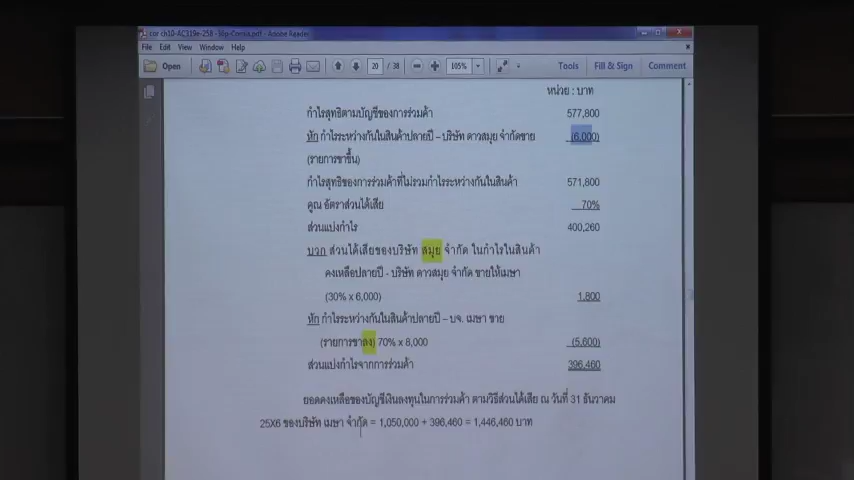 cor ch10-AC319e-258 - 36p-Cornia.pdf - Adobe Reader
File Edit View Window Help
Open 20 / 38 105% Tools Fill & Sign Comment
หน่วย : บาท
กำไรสุทธิตามบัญชีของการร่วมค้า 577,800
หัก กำไรระหว่างกันในสินค้าปลายปี – บริษัท ดาวสมุย จำกัดขาย (6,000)
(รายการขาขึ้น)
กำไรสุทธิของการร่วมค้าที่ไม่รวมกำไรระหว่างกันในสินค้า 571,800
คูณ อัตราส่วนได้เสีย 70%
ส่วนแบ่งกำไร 400,260
บวก ส่วนได้เสียของบริษัท สมุย จำกัด ในกำไรในสินค้า
คงเหลือปลายปี - บริษัท ดาวสมุย จำกัด ขายให้เมษา
(30% x 6,000) 1,800
หัก กำไรระหว่างกันในสินค้าปลายปี – บจ. เมษา ขาย
(รายการขาลง) 70% x 8,000 (5,600)
ส่วนแบ่งกำไรจากการร่วมค้า 396,460
ยอดคงเหลือของบัญชีเงินลงทุนในการร่วมค้า ตามวิธีส่วนได้เสีย ณ วันที่ 31 ธันวาคม
25X6 ของบริษัท เมษา จำกัด = 1,050,000 + 396,460 = 1,446,460 บาท